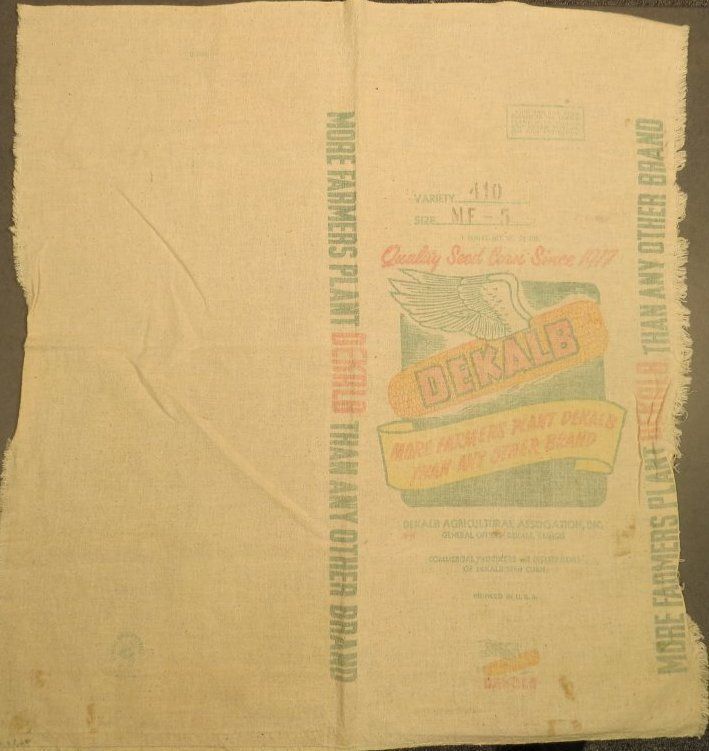 MORE FARMERS PLANT DEKALB THAN ANY OTHER BRAND
VARIETY 410
SIZE MF-5
Quality Seed Corn Since 1917
DEKALB
MORE FARMERS PLANT DEKALB
THAN ANY OTHER BRAND
DEKALB AGRICULTURAL ASSOCIATION, INC.
GENERAL OFFICES DEKALB, ILLINOIS
COMMERCIAL PRODUCERS AND DISTRIBUTORS
OF DEKALB SEED CORN
PRINTED IN U.S.A.
MORE FARMERS PLANT DEKALB THAN ANY OTHER BRAND